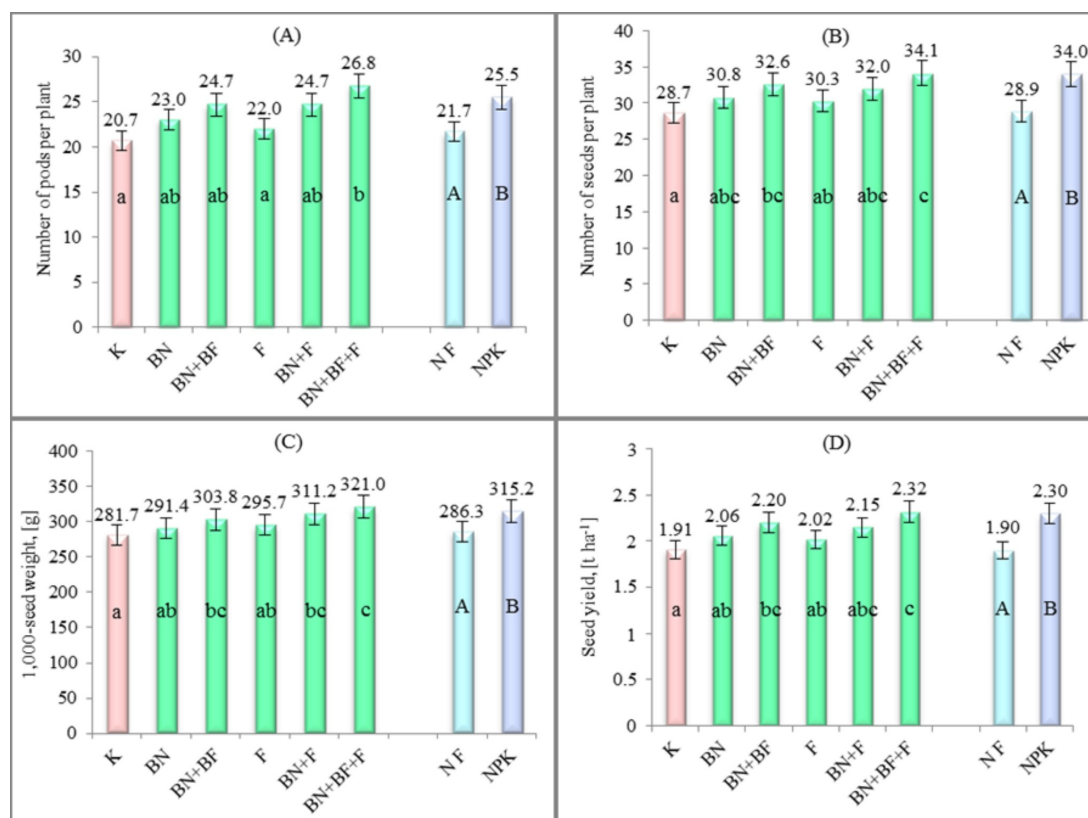 (A)
Number of pods per plant
30
25
20
15
10
5
0
20.7
23.0
24.7
22.0
24.7
26.8
21.7
25.5
a
ab
ab
a
ab
b
A
B
K
BN
BN+BF
F
BN+F
BN+BF+F
N F
NPK
(B)
Number of seeds per plant
40
35
30
25
20
15
10
5
0
28.7
30.8
32.6
30.3
32.0
34.1
28.9
34.0
a
abc
bc
ab
abc
c
A
B
K
BN
BN+BF
F
BN+F
BN+BF+F
N F
NPK
(C)
1,000-seed weight, [g]
400
350
300
250
200
150
100
50
0
281.7
291.4
303.8
295.7
311.2
321.0
286.3
315.2
a
ab
bc
ab
bc
c
A
B
K
BN
BN+BF
F
BN+F
BN+BF+F
N F
NPK
(D)
Seed yield, [t ha⁻¹]
3
2.5
2
1.5
1
0.5
0
1.91
2.06
2.20
2.02
2.15
2.32
1.90
2.30
a
ab
bc
ab
abc
c
A
B
K
BN
BN+BF
F
BN+F
BN+BF+F
N F
NPK